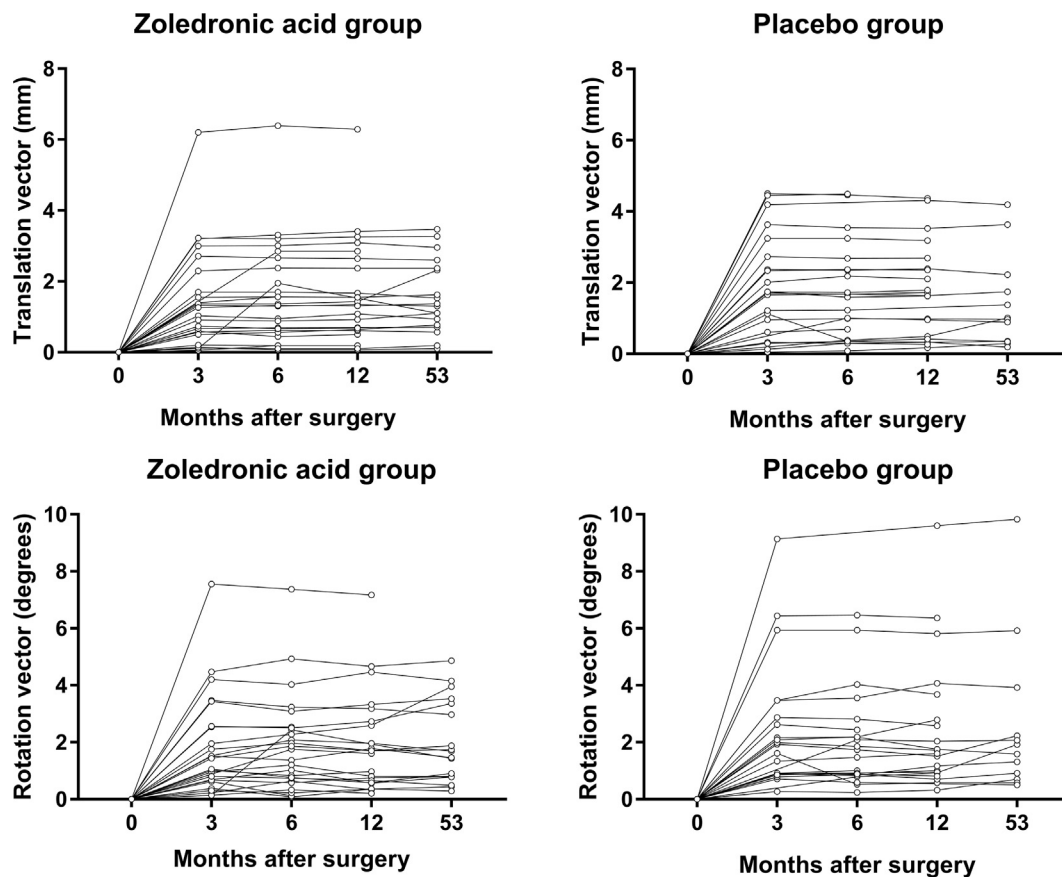 Zoledronic acid group
Placebo group
Translation vector (mm)
8
6
4
2
0
0 3 6 12 53
Months after surgery
Translation vector (mm)
8
6
4
2
0
0 3 6 12 53
Months after surgery
Zoledronic acid group
Placebo group
Rotation vector (degrees)
10
8
6
4
2
0
0 3 6 12 53
Months after surgery
Rotation vector (degrees)
10
8
6
4
2
0
0 3 6 12 53
Months after surgery